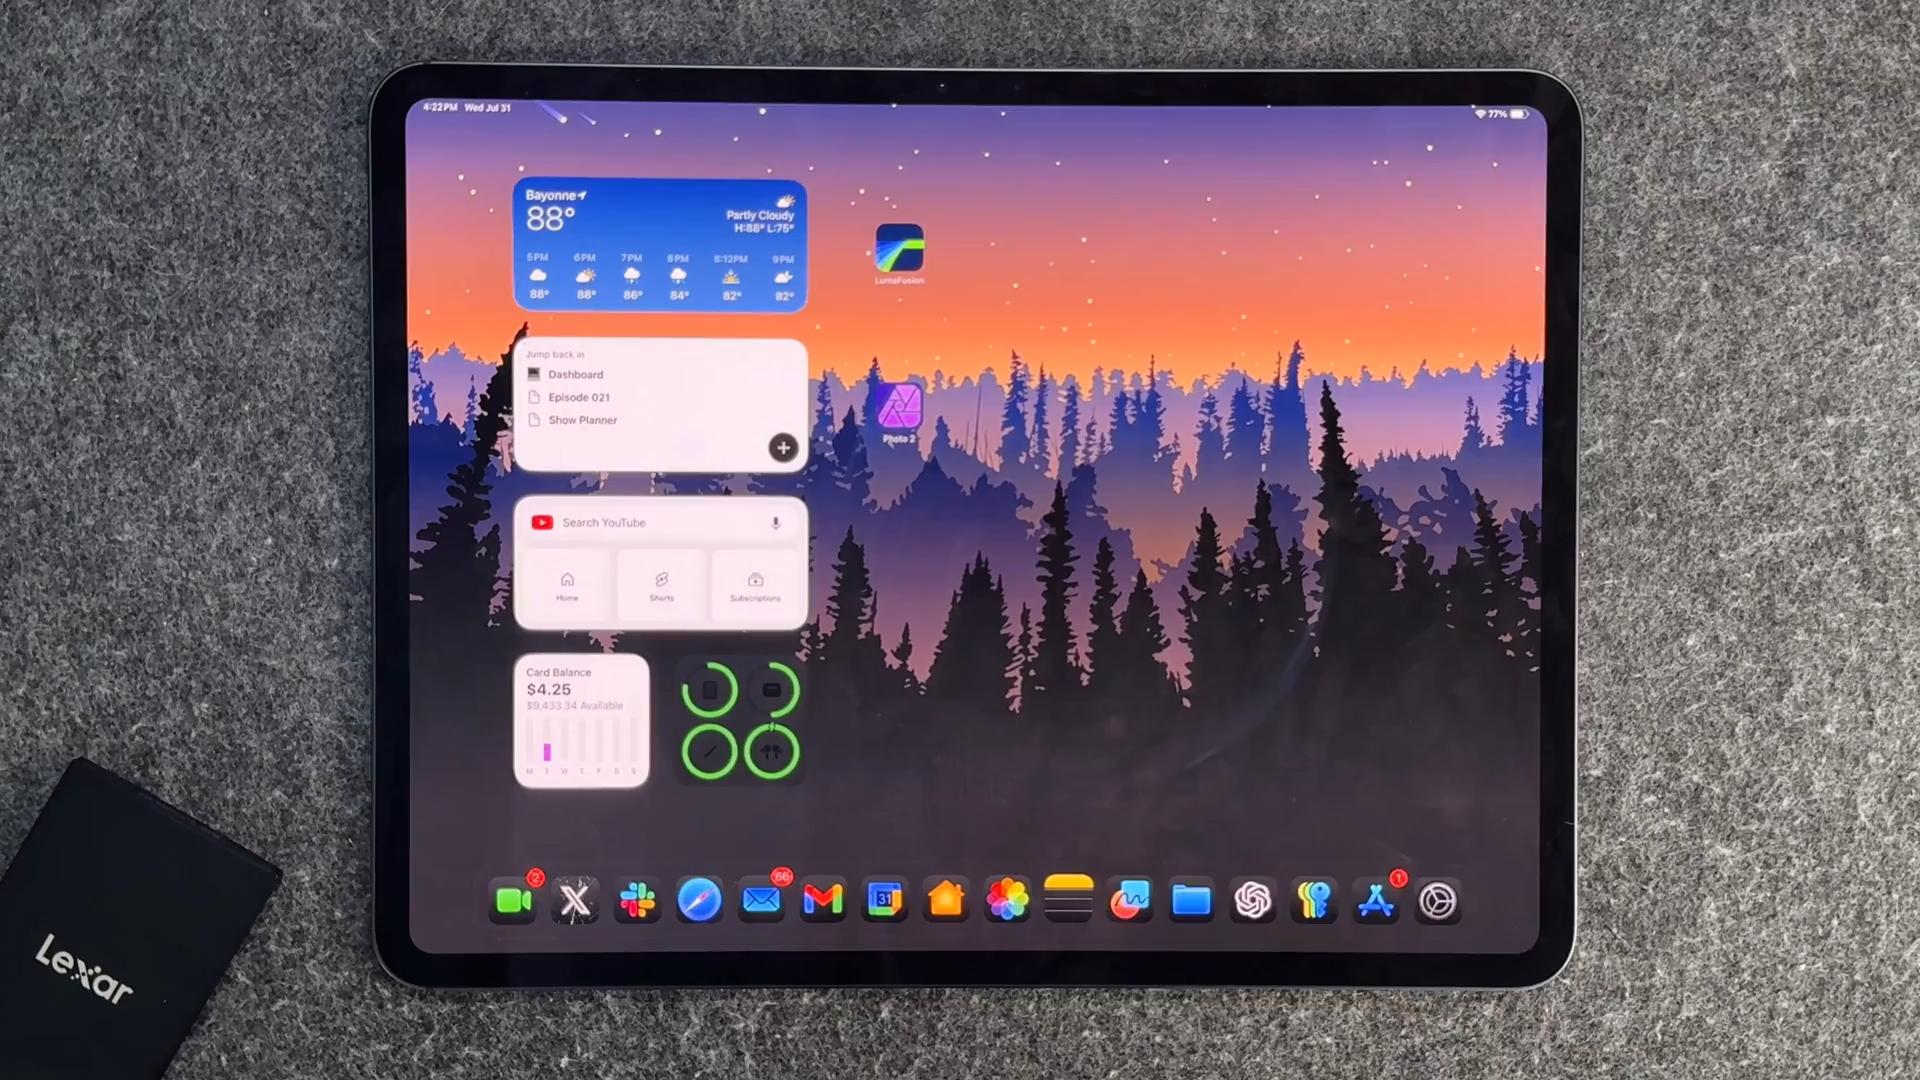 4:22PM Wed Jul 31
77%
Bayonne
88°
Partly Cloudy
H:88° L:75°
5PM 6PM 7PM 8PM 8:12PM 9PM
88° 88° 86° 84° 82° 82°
LumaFusion
Jump back in
Dashboard
Episode 021
Show Planner
Photo 2
Search YouTube
Home Shorts Subscriptions
Card Balance
$4.25
$9,433.34 Available
M T W T F S S
2 66 1
31
Lexar